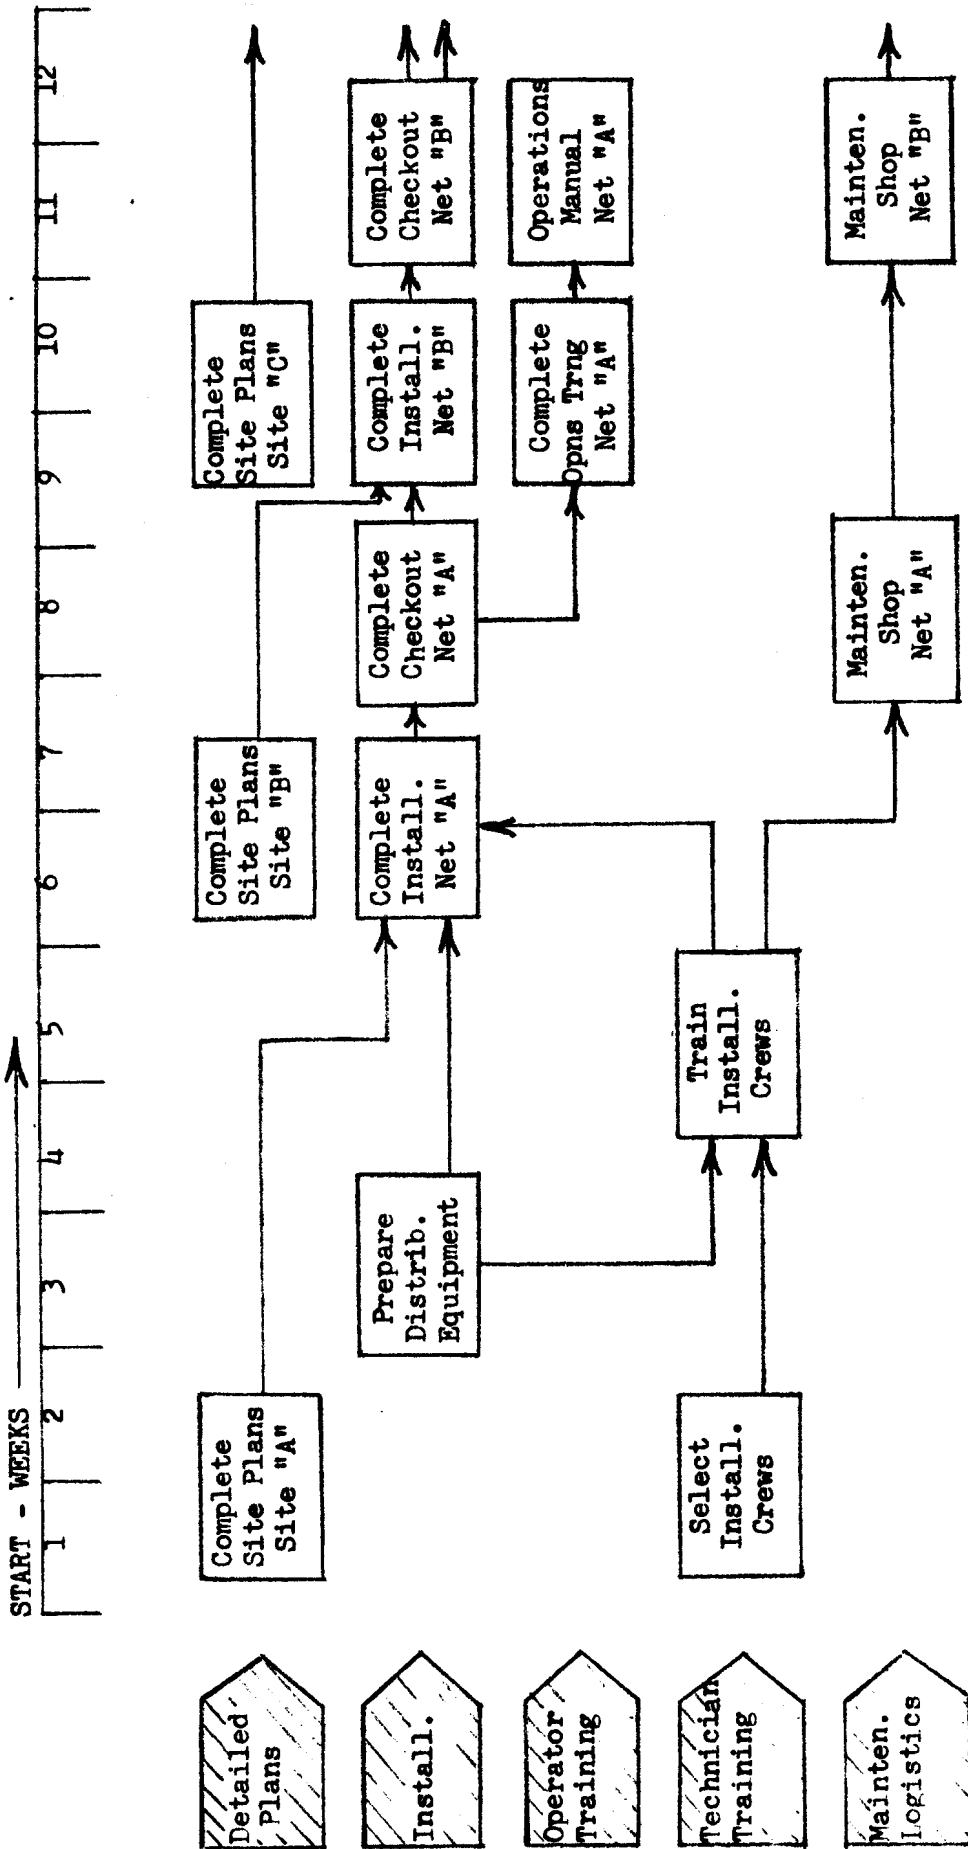 START - WEEKS
1 2 3 4 5 6 7 8 9 10 11 12
Detailed
Plans
Complete
Site Plans
Site "A"
Complete
Site Plans
Site "B"
Complete
Site Plans
Site "C"
Install.
Prepare
Distrib.
Equipment
Complete
Install.
Net "A"
Complete
Checkout
Net "A"
Complete
Install.
Net "B"
Complete
Checkout
Net "B"
Operator
Training
Complete
Opns Trng
Net "A"
Operations
Manual
Net "A"
Technician
Training
Select
Install.
Crews
Train
Install.
Crews
Mainten.
Logistics
Mainten.
Shop
Net "A"
Mainten.
Shop
Net "B"